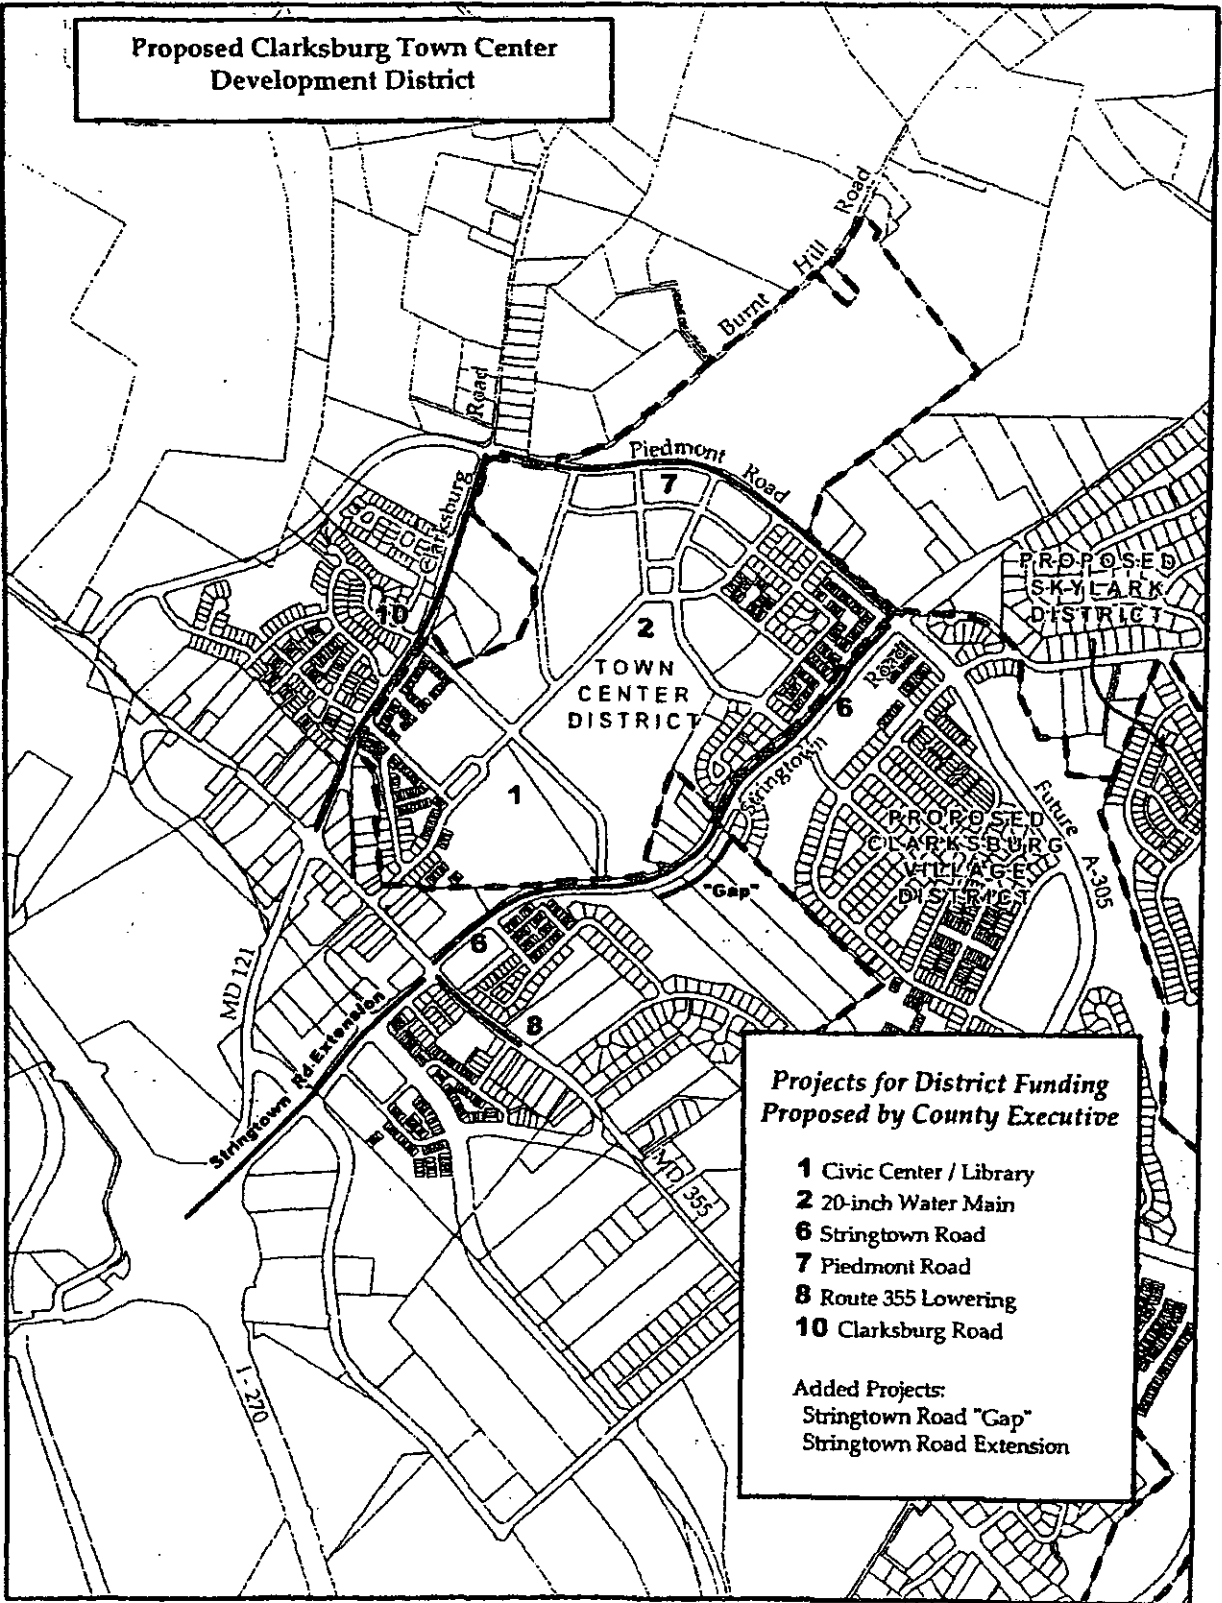 Proposed Clarksburg Town Center
Development District
Road
Hill
Burnt
Road
Piedmont
Road
7
Clarksburg
PROPOSED
SKYLARK
DISTRICT
10
2
TOWN
CENTER
DISTRICT
Road
6
Stringtown
1
Future
A-305
PROPOSED
CLARKSBURG
VILLAGE
DISTRICT
"Gap"
6
MD 121
Stringtown Rd Extension
8
MD 355
I-270
Projects for District Funding
Proposed by County Executive
1 Civic Center / Library
2 20-inch Water Main
6 Stringtown Road
7 Piedmont Road
8 Route 355 Lowering
10 Clarksburg Road
Added Projects:
Stringtown Road "Gap"
Stringtown Road Extension